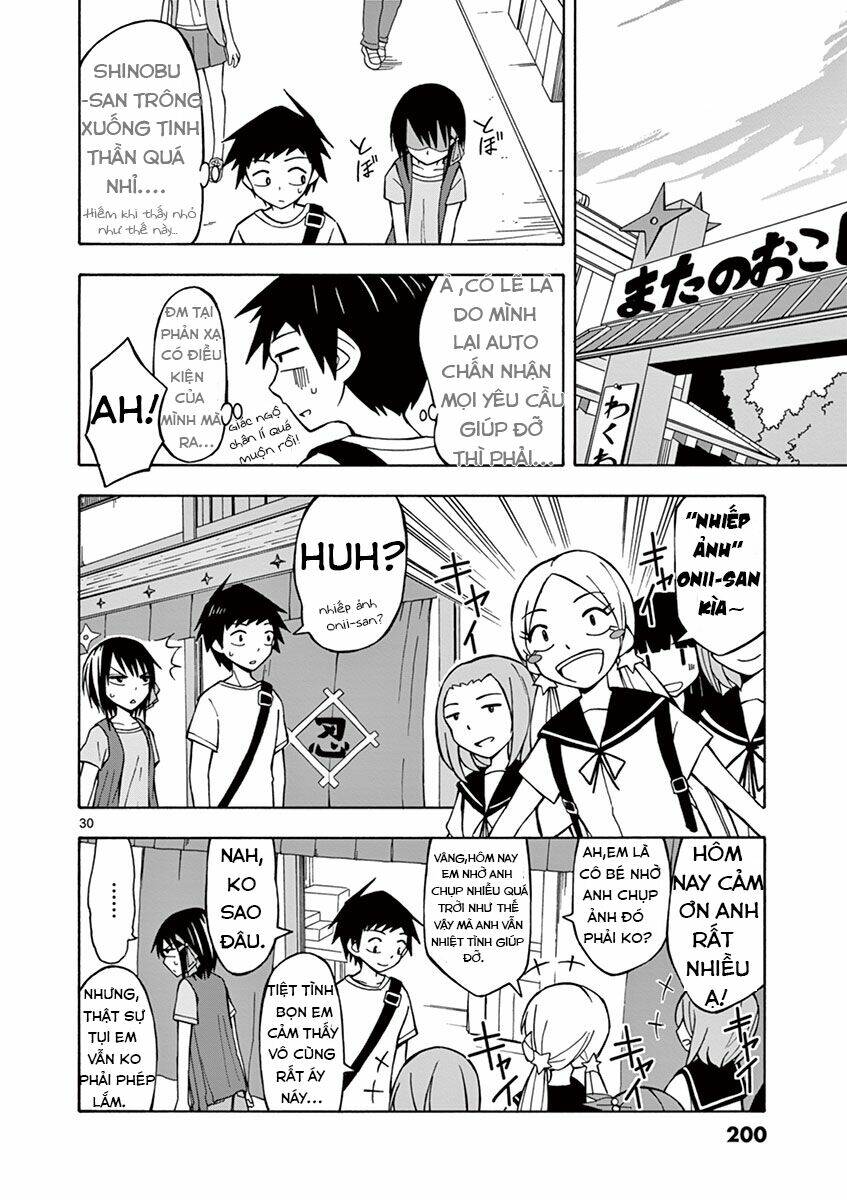 またのおこし
わくわ
SHINOBU
-SAN TRÔNG
XUỐNG TINH
THẦN QUÁ
NHỈ....
Hiếm khi thấy nhỏ
như thế này..
とぼ
とぼ
À ,CÓ LẼ LÀ
DO MÌNH
LẠI AUTO
CHẤN NHẬN
MỌI YÊU CẦU
GIÚP ĐỠ
THÌ PHẢI...
ĐM TẠI
PHẢN XẠ
CÓ ĐIỀU
KIỆN CỦA
MÌNH MÀ
RA...
Giác ngộ
chân lí quá
muộn rồi!
AH!
"NHIẾP
ẢNH"
ONII-SAN
KÌA~
キャイ
キャイ
HUH?
nhiếp ảnh
onii-san?
忍
30
HÔM
NAY CẢM
ƠN ANH
RẤT
NHIỀU
Ạ!
AH,EM LÀ
CÔ BÉ NHỜ
ANH CHỤP
ẢNH ĐÓ
PHẢI KO?
VÂNG,HÔM NAY
EM NHỜ ANH
CHỤP NHIỀU QUÁ
TRỜI NHƯ THẾ
VẬY MÀ ANH VẪN
NHIỆT TÌNH GIÚP
ĐỠ.
キャイ
キャイ
TIỆT TÌNH
BỌN EM
CẢM THẤY
VÔ CÙNG
RẤT ÁY
NÁY...
NAH,
KO
SAO
ĐÂU.
......
NHƯNG,
THẬT SỰ
TỤI EM
VẪN KO
PHẢI PHÉP
LẮM.
200